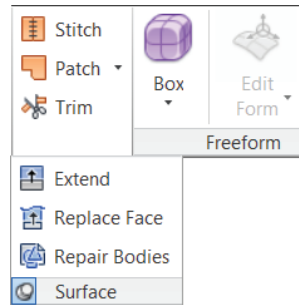 Stitch
Patch
Trim
Box
Edit
Form
Freeform
Extend
Replace Face
Repair Bodies
Surface